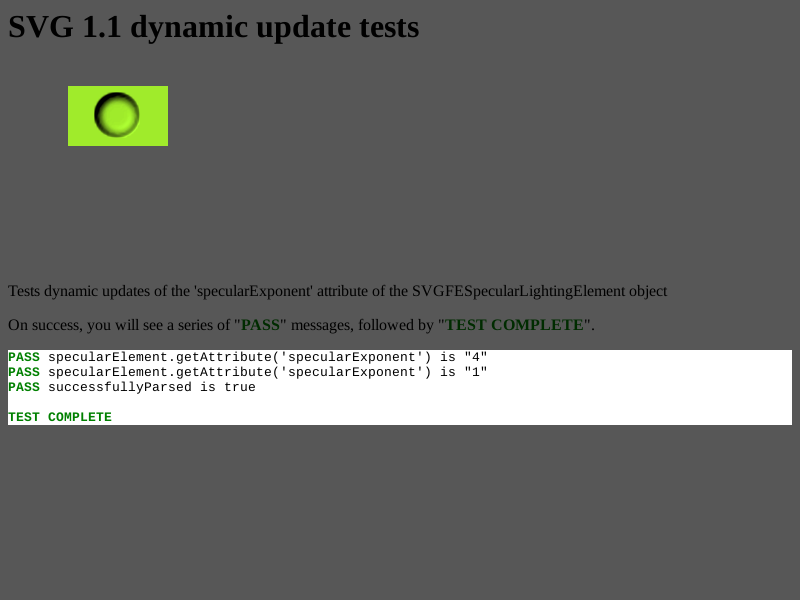 SVG 1.1 dynamic update tests
Tests dynamic updates of the 'specularExponent' attribute of the SVGFESpecularLightingElement object
On success, you will see a series of "PASS" messages, followed by "TEST COMPLETE".
PASS specularElement.getAttribute('specularExponent') is "4"
PASS specularElement.getAttribute('specularExponent') is "1"
PASS successfullyParsed is true
TEST COMPLETE